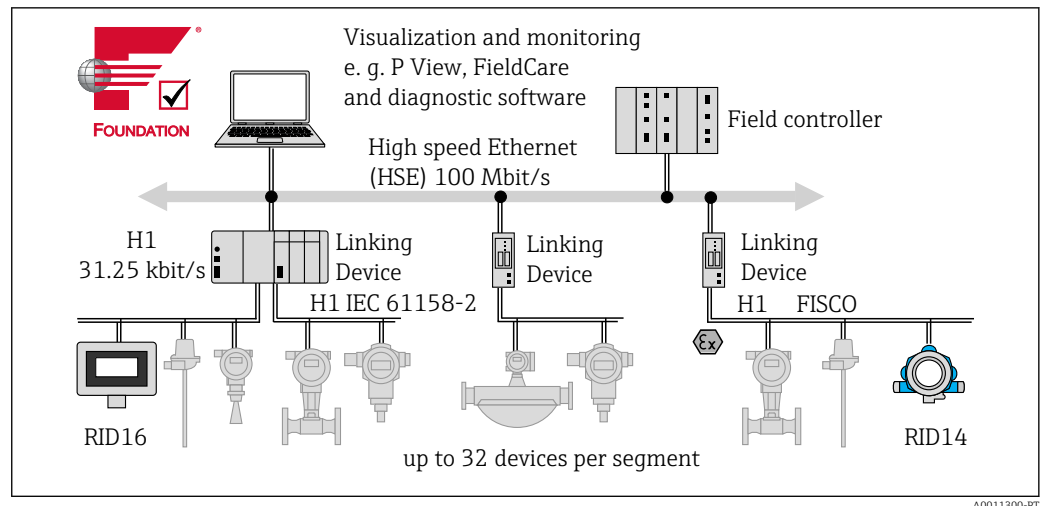 FOUNDATION
Visualization and monitoring
e. g. P View, FieldCare
and diagnostic software
Field controller
High speed Ethernet
(HSE) 100 Mbit/s
H1
31.25 kbit/s
Linking
Device
Linking
Device
Linking
Device
H1 IEC 61158-2
H1 FISCO
Ex
RID16
RID14
up to 32 devices per segment
A0011300-PT